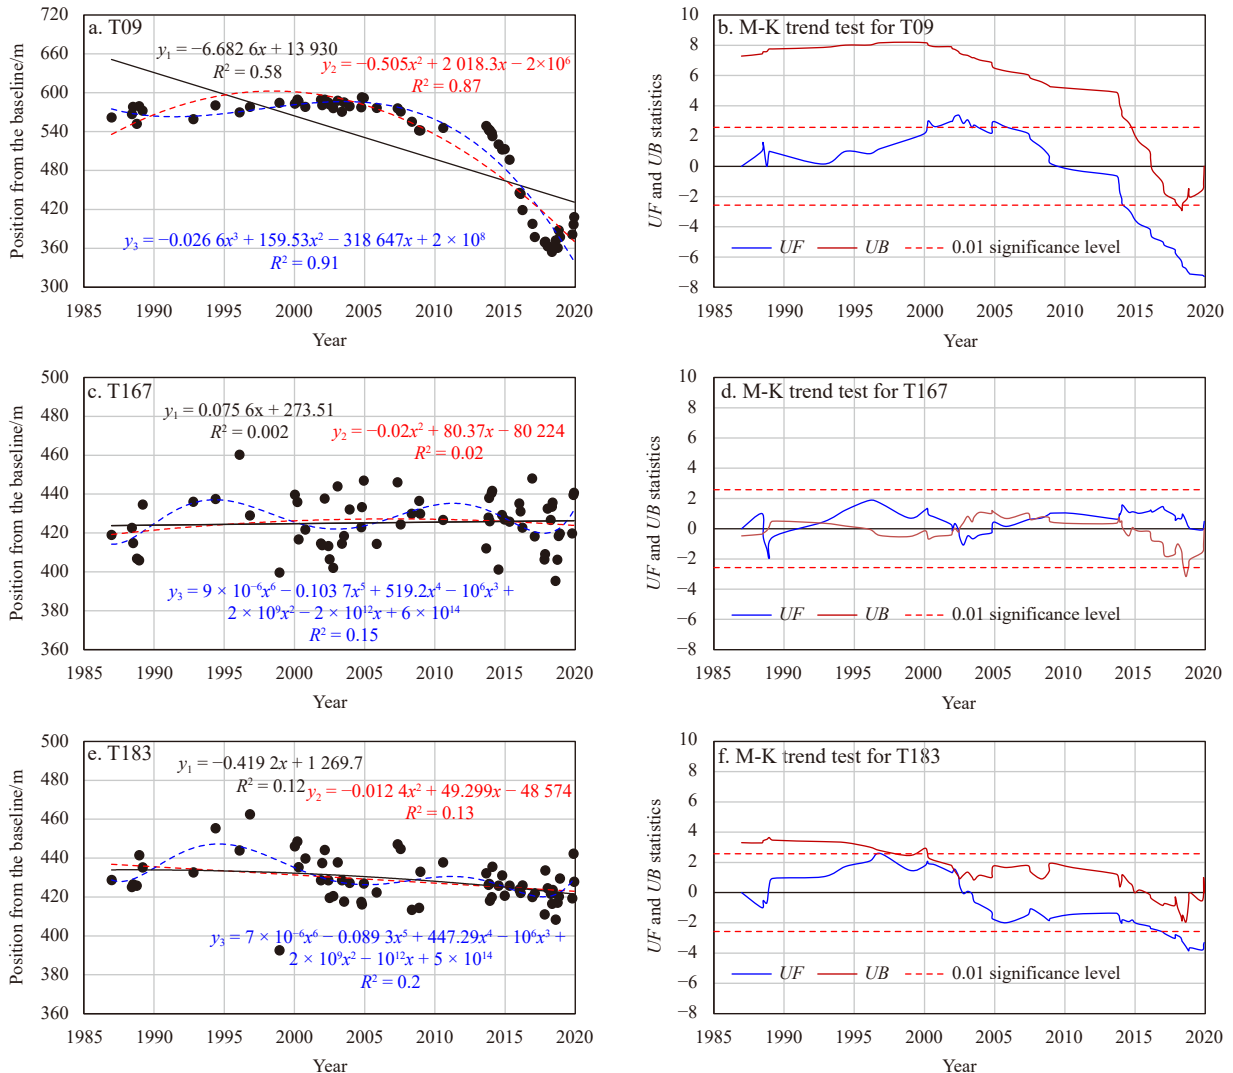 a. T09
720
660
600
540
480
420
360
300
Position from the baseline/m
y₁ = −6.682 6x + 13 930
R² = 0.58
y₂ = −0.505x² + 2 018.3x − 2×10⁶
R² = 0.87
y₃ = −0.026 6x³ + 159.53x² − 318 647x + 2 × 10⁸
R² = 0.91
1985 1990 1995 2000 2005 2010 2015 2020
Year
b. M-K trend test for T09
10
8
6
4
2
0
−2
−4
−6
−8
UF and UB statistics
UF UB 0.01 significance level
1985 1990 1995 2000 2005 2010 2015 2020
Year
c. T167
500
480
460
440
420
400
380
360
Position from the baseline/m
y₁ = 0.075 6x + 273.51
R² = 0.002
y₂ = −0.02x² + 80.37x − 80 224
R² = 0.02
y₃ = 9 × 10⁻⁶x⁶ − 0.103 7x⁵ + 519.2x⁴ − 10⁶x³ +
2 × 10⁹x² − 2 × 10¹²x + 6 × 10¹⁴
R² = 0.15
1985 1990 1995 2000 2005 2010 2015 2020
Year
d. M-K trend test for T167
10
8
6
4
2
0
−2
−4
−6
−8
UF and UB statistics
UF UB 0.01 significance level
1985 1990 1995 2000 2005 2010 2015 2020
Year
e. T183
500
480
460
440
420
400
380
360
Position from the baseline/m
y₁ = −0.419 2x + 1 269.7
R² = 0.12
y₂ = −0.012 4x² + 49.299x − 48 574
R² = 0.13
y₃ = 7 × 10⁻⁶x⁶ − 0.089 3x⁵ + 447.29x⁴ − 10⁶x³ +
2 × 10⁹x² − 10¹²x + 5 × 10¹⁴
R² = 0.2
1985 1990 1995 2000 2005 2010 2015 2020
Year
f. M-K trend test for T183
10
8
6
4
2
0
−2
−4
−6
−8
UF and UB statistics
UF UB 0.01 significance level
1985 1990 1995 2000 2005 2010 2015 2020
Year